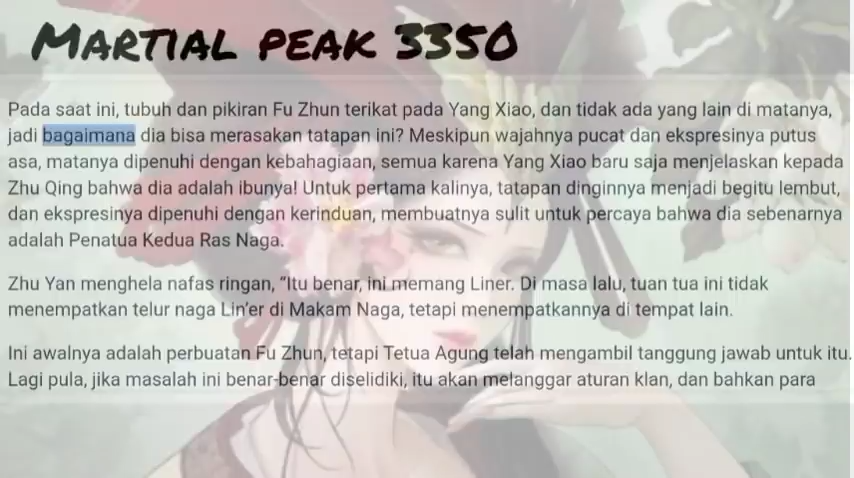 MARTIAL PEAK 3350
Pada saat ini, tubuh dan pikiran Fu Zhun terikat pada Yang Xiao, dan tidak ada yang lain di matanya,
jadi bagaimana dia bisa merasakan tatapan ini? Meskipun wajahnya pucat dan ekspresinya putus
asa, matanya dipenuhi dengan kebahagiaan, semua karena Yang Xiao baru saja menjelaskan kepada
Zhu Qing bahwa dia adalah ibunya! Untuk pertama kalinya, tatapan dinginnya menjadi begitu lembut,
dan ekspresinya dipenuhi dengan kerinduan, membuatnya sulit untuk percaya bahwa dia sebenarnya
adalah Penatua Kedua Ras Naga.
Zhu Yan menghela nafas ringan, “Itu benar, ini memang Liner. Di masa lalu, tuan tua ini tidak
menempatkan telur naga Lin’er di Makam Naga, tetapi menempatkannya di tempat lain.
Ini awalnya adalah perbuatan Fu Zhun, tetapi Tetua Agung telah mengambil tanggung jawab untuk itu.
Lagi pula, jika masalah ini benar-benar diselidiki, itu akan melanggar aturan klan, dan bahkan para